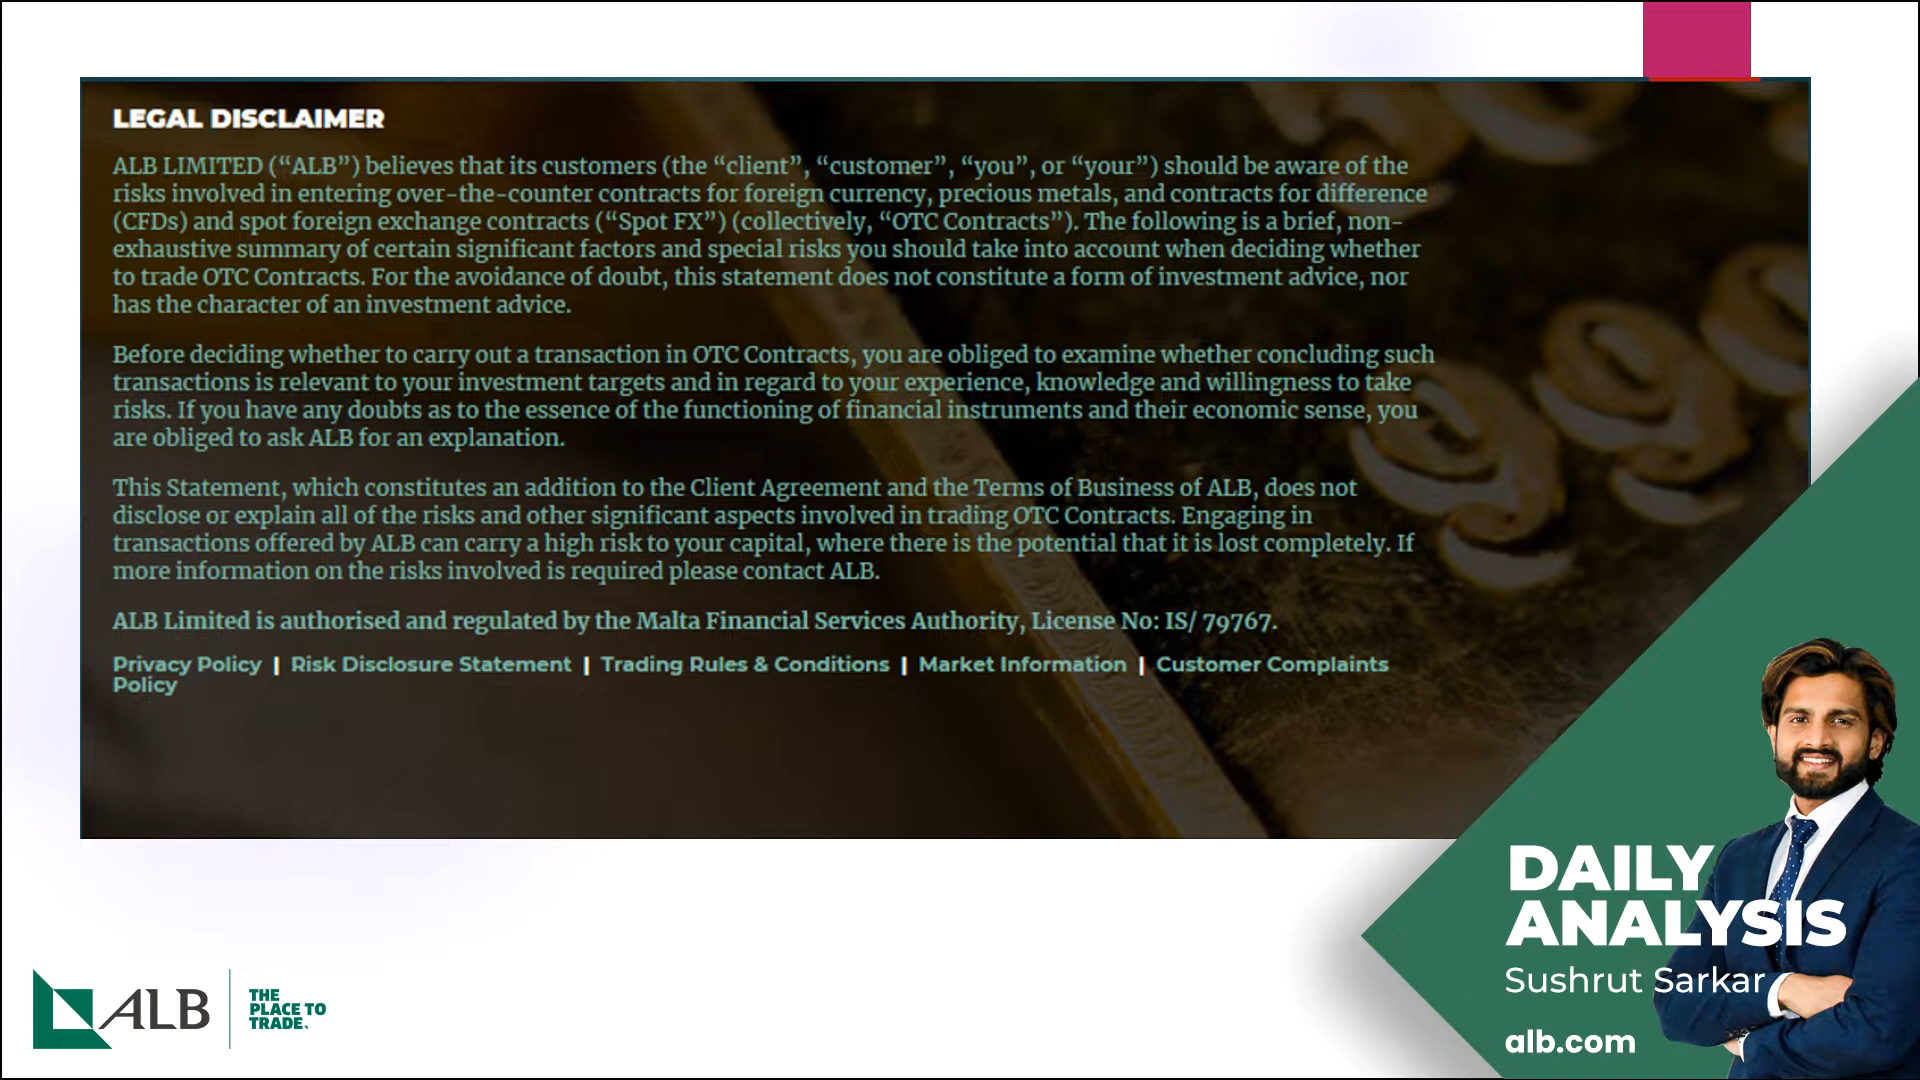 LEGAL DISCLAIMER
ALB LIMITED (“ALB”) believes that its customers (the “client”, “customer”, “you”, or “your”) should be aware of the
risks involved in entering over-the-counter contracts for foreign currency, precious metals, and contracts for difference
(CFDs) and spot foreign exchange contracts (“Spot FX”) (collectively, “OTC Contracts”). The following is a brief, non-
exhaustive summary of certain significant factors and special risks you should take into account when deciding whether
to trade OTC Contracts. For the avoidance of doubt, this statement does not constitute a form of investment advice, nor
has the character of an investment advice.
Before deciding whether to carry out a transaction in OTC Contracts, you are obliged to examine whether concluding such
transactions is relevant to your investment targets and in regard to your experience, knowledge and willingness to take
risks. If you have any doubts as to the essence of the functioning of financial instruments and their economic sense, you
are obliged to ask ALB for an explanation.
This Statement, which constitutes an addition to the Client Agreement and the Terms of Business of ALB, does not
disclose or explain all of the risks and other significant aspects involved in trading OTC Contracts. Engaging in
transactions offered by ALB can carry a high risk to your capital, where there is the potential that it is lost completely. If
more information on the risks involved is required please contact ALB.
ALB Limited is authorised and regulated by the Malta Financial Services Authority, License No: IS/ 79767.
Privacy Policy | Risk Disclosure Statement | Trading Rules & Conditions | Market Information | Customer Complaints
Policy
DAILY
ANALYSIS
Sushrut Sarkar
alb.com
ALB
THE
PLACE TO
TRADE.